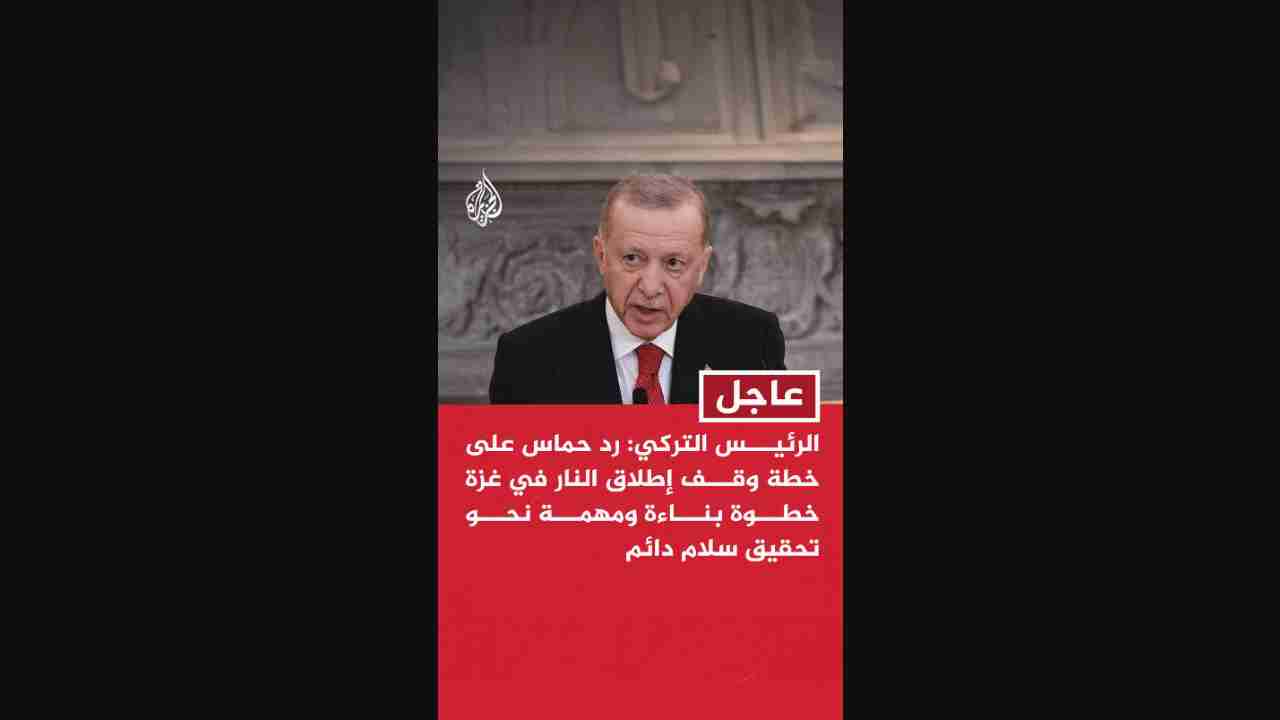 الجزيرة
عاجل
الرئيس التركي: رد حماس على
خطة وقف إطلاق النار في غزة
خطوة بناءة ومهمة نحو
تحقيق سلام دائم